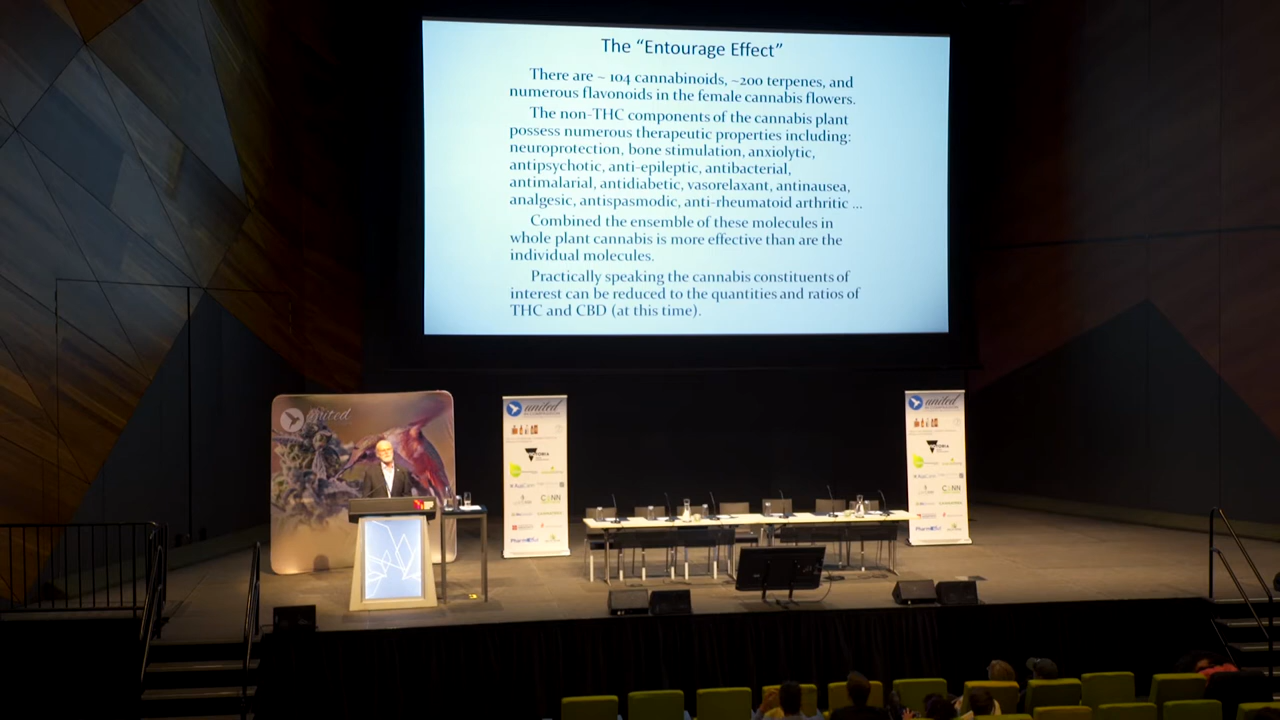 The “Entourage Effect”
There are ~ 104 cannabinoids, ~200 terpenes, and
numerous flavonoids in the female cannabis flowers.
The non-THC components of the cannabis plant
possess numerous therapeutic properties including:
neuroprotection, bone stimulation, anxiolytic,
antipsychotic, anti-epileptic, antibacterial,
antimalarial, antidiabetic, vasorelaxant, antinausea,
analgesic, antispasmodic, anti-rheumatoid arthritic ...
Combined the ensemble of these molecules in
whole plant cannabis is more effective than are the
individual molecules.
Practically speaking the cannabis constituents of
interest can be reduced to the quantities and ratios of
THC and CBD (at this time).
united
united
united